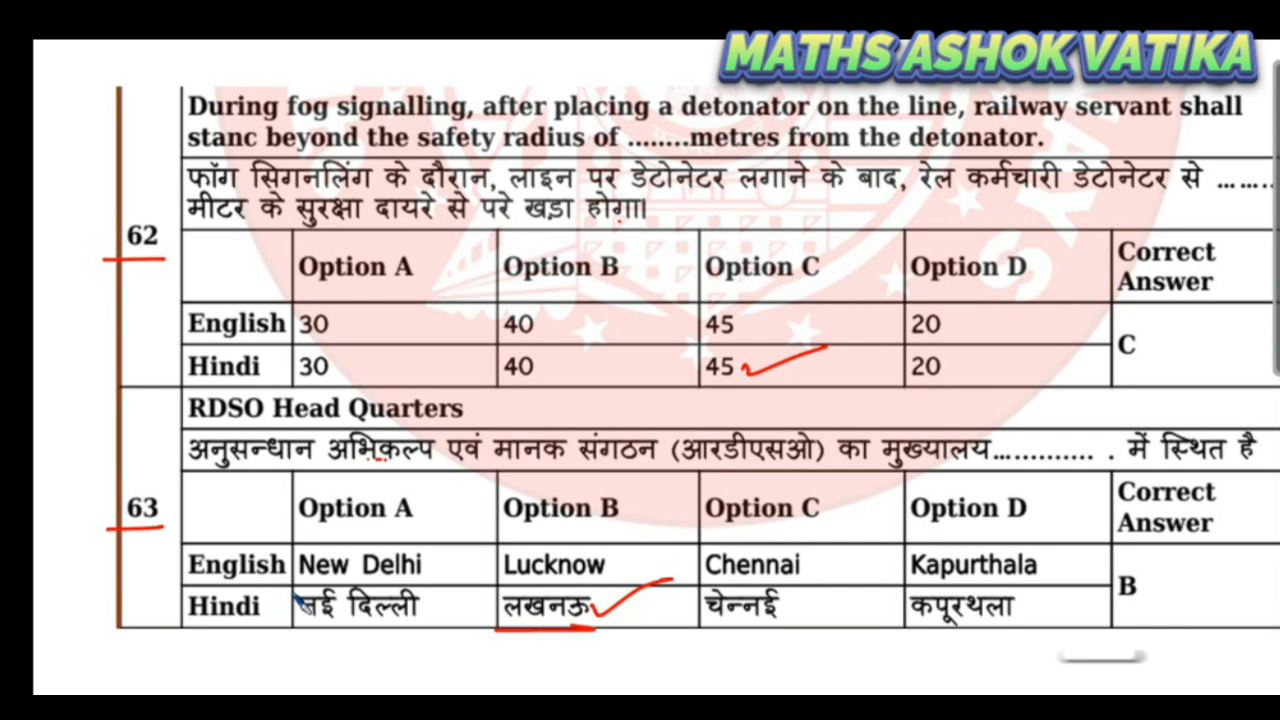 MATHS ASHOK VATIKA
During fog signalling, after placing a detonator on the line, railway servant shall
stanc beyond the safety radius of ........metres from the detonator.
फॉग सिगनलिंग के दौरान, लाइन पर डेटोनेटर लगाने के बाद, रेल कर्मचारी डेटोनेटर से ........
मीटर के सुरक्षा दायरे से परे खड़ा होगा।
62
Option A Option B Option C Option D Correct Answer
English 30 40 45 20
C
Hindi 30 40 45 20
RDSO Head Quarters
अनुसन्धान अभिकल्प एवं मानक संगठन (आरडीएसओ) का मुख्यालय.............. . में स्थित है
63
Option A Option B Option C Option D Correct Answer
English New Delhi Lucknow Chennai Kapurthala
B
Hindi नई दिल्ली लखनऊ चेन्नई कपूरथला